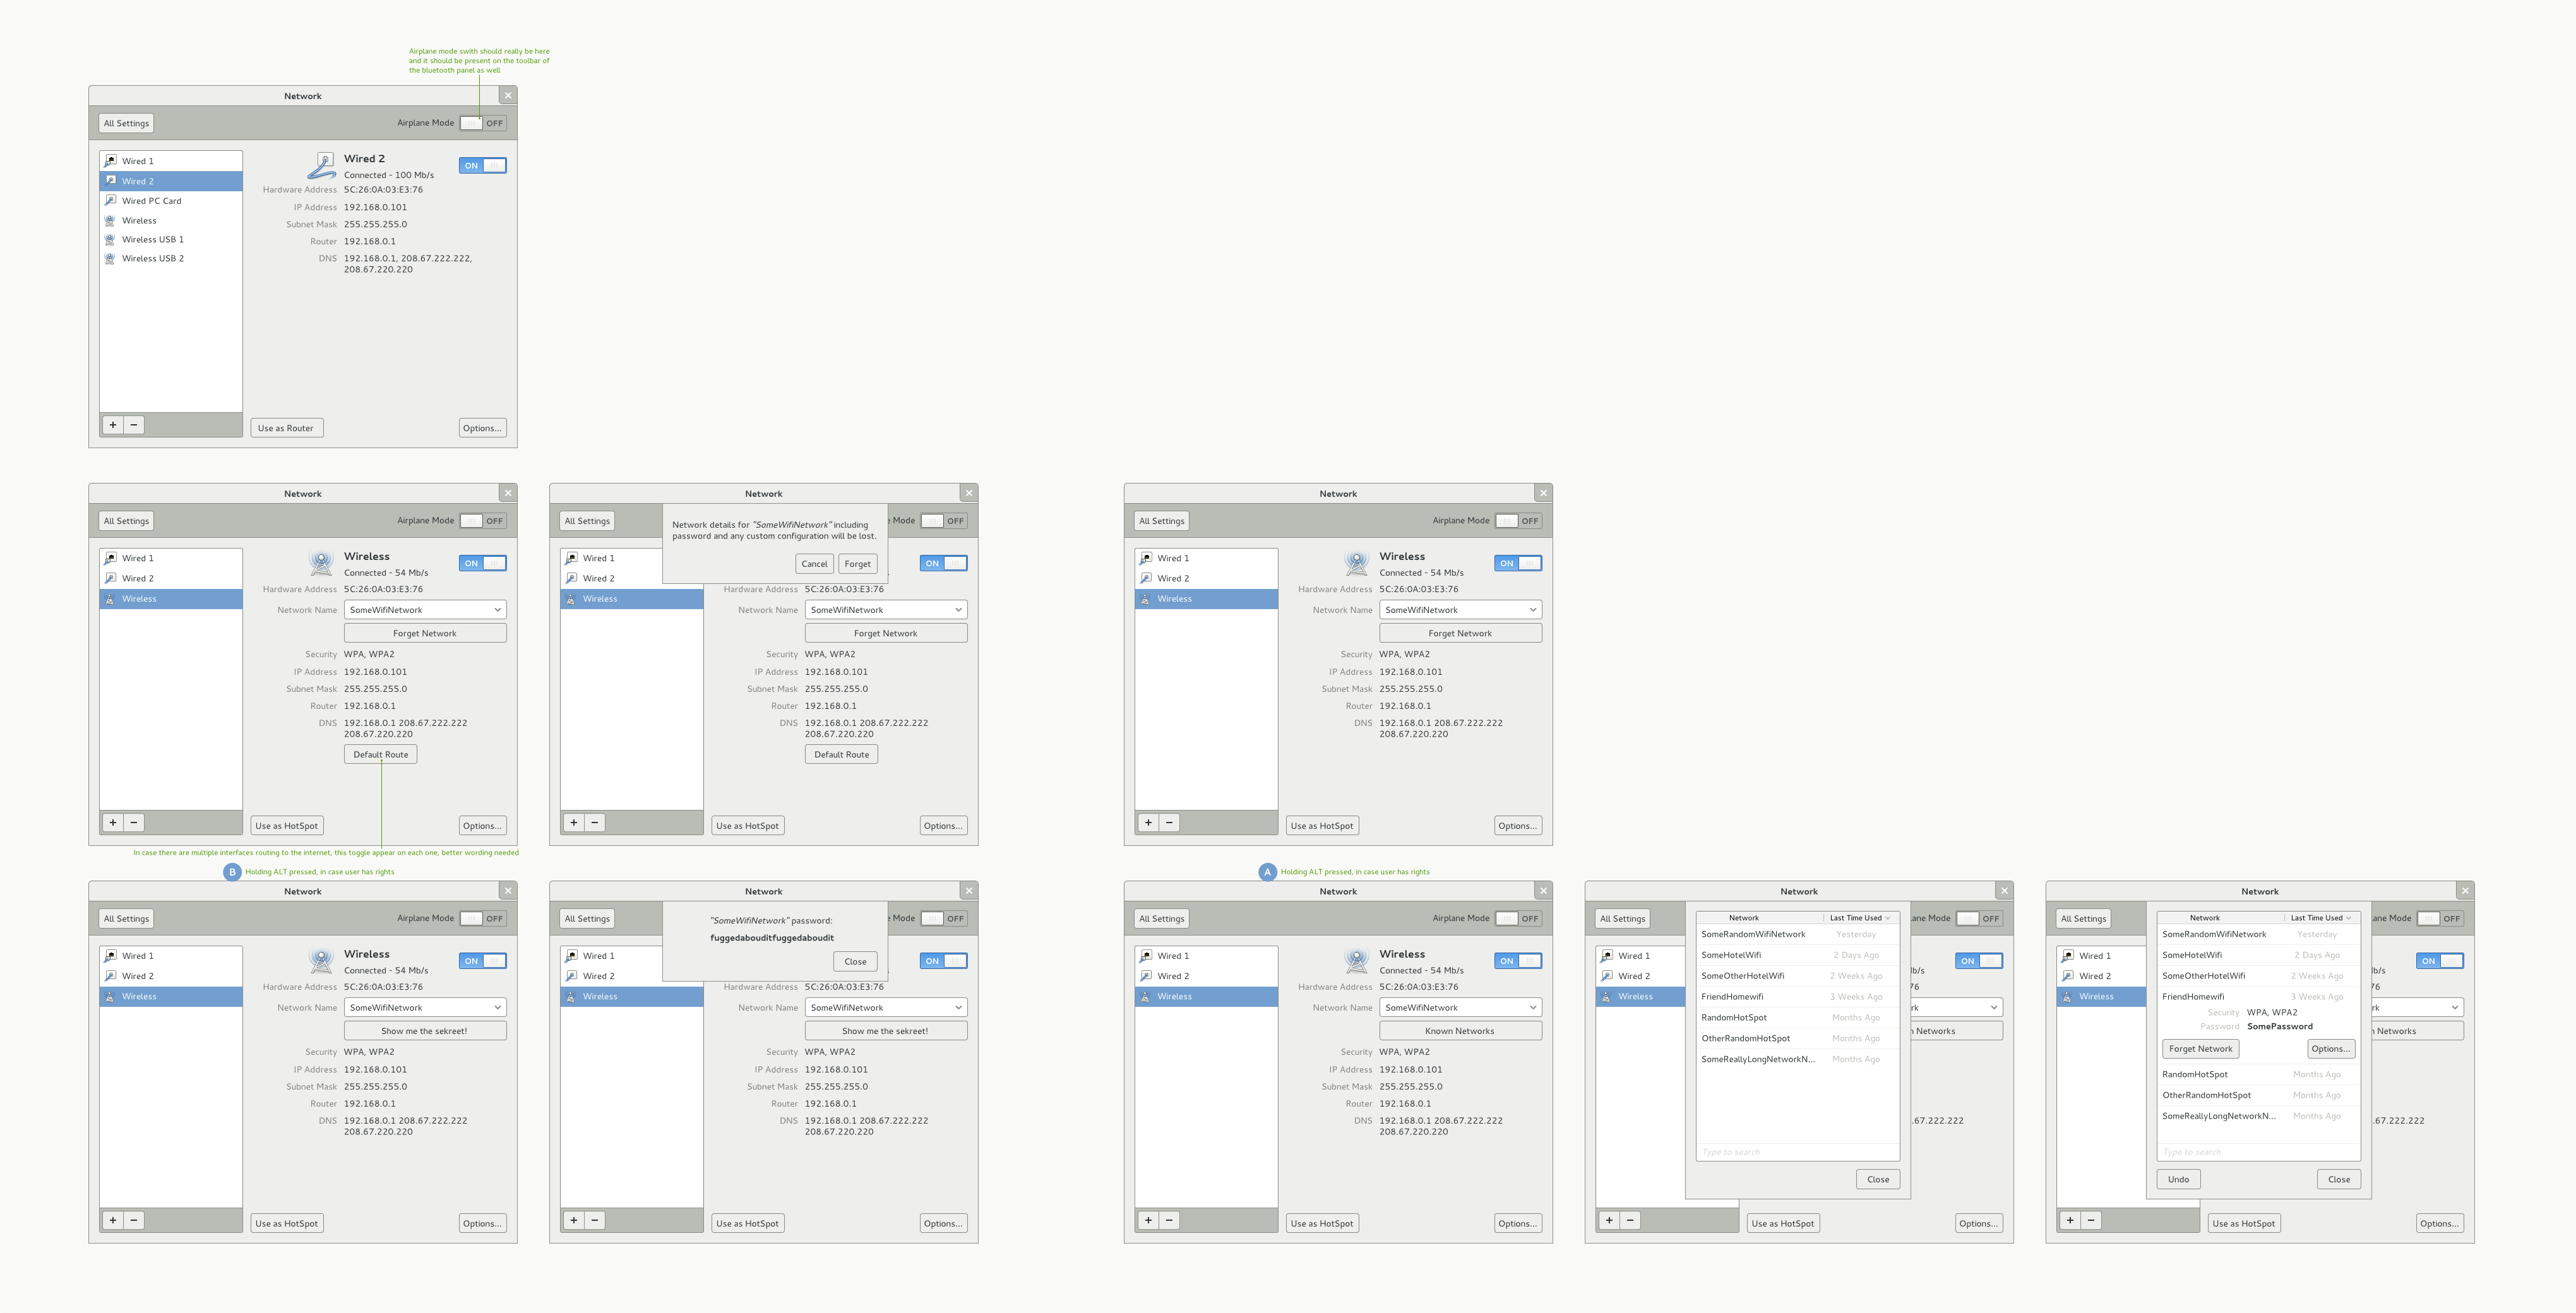 Airplane mode swith should really be here
and it should be present on the toolbar of
the bluetooth panel as well
Network
All Settings
Airplane Mode OFF
Wired 1
Wired 2
Wired PC Card
Wireless
Wireless USB 1
Wireless USB 2
+ −
Wired 2
Connected - 100 Mb/s
ON
Hardware Address 5C:26:0A:03:E3:76
IP Address 192.168.0.101
Subnet Mask 255.255.255.0
Router 192.168.0.1
DNS 192.168.0.1, 208.67.222.222,
208.67.220.220
Use as Router
Options...
Network
All Settings
Airplane Mode OFF
Wired 1
Wired 2
Wireless
+ −
Wireless
Connected - 54 Mb/s
ON
Hardware Address 5C:26:0A:03:E3:76
Network Name SomeWifiNetwork
Forget Network
Security WPA, WPA2
IP Address 192.168.0.101
Subnet Mask 255.255.255.0
Router 192.168.0.1
DNS 192.168.0.1 208.67.222.222
208.67.220.220
Default Route
Use as HotSpot
Options...
In case there are multiple interfaces routing to the internet, this toggle appear on each one, better wording needed
Network
All Settings
e Mode OFF
Network details for "SomeWifiNetwork" including
password and any custom configuration will be lost.
Cancel
Forget
Wired 1
Wired 2
Wireless
+ −
ON
Hardware Address 5C:26:0A:03:E3:76
Network Name SomeWifiNetwork
Forget Network
Security WPA, WPA2
IP Address 192.168.0.101
Subnet Mask 255.255.255.0
Router 192.168.0.1
DNS 192.168.0.1 208.67.222.222
208.67.220.220
Default Route
Use as HotSpot
Options...
Network
All Settings
Airplane Mode OFF
Wired 1
Wired 2
Wireless
+ −
Wireless
Connected - 54 Mb/s
ON
Hardware Address 5C:26:0A:03:E3:76
Network Name SomeWifiNetwork
Forget Network
Security WPA, WPA2
IP Address 192.168.0.101
Subnet Mask 255.255.255.0
Router 192.168.0.1
DNS 192.168.0.1 208.67.222.222
208.67.220.220
Use as HotSpot
Options...
B Holding ALT pressed, in case user has rights
Network
All Settings
Airplane Mode OFF
Wired 1
Wired 2
Wireless
+ −
Wireless
Connected - 54 Mb/s
ON
Hardware Address 5C:26:0A:03:E3:76
Network Name SomeWifiNetwork
Show me the sekreet!
Security WPA, WPA2
IP Address 192.168.0.101
Subnet Mask 255.255.255.0
Router 192.168.0.1
DNS 192.168.0.1 208.67.222.222
208.67.220.220
Use as HotSpot
Options...
Network
All Settings
e Mode OFF
"SomeWifiNetwork" password:
fuggedabouditfuggedaboudit
Close
Wired 1
Wired 2
Wireless
+ −
ON
Hardware Address 5C:26:0A:03:E3:76
Network Name SomeWifiNetwork
Show me the sekreet!
Security WPA, WPA2
IP Address 192.168.0.101
Subnet Mask 255.255.255.0
Router 192.168.0.1
DNS 192.168.0.1 208.67.222.222
208.67.220.220
Use as HotSpot
Options...
A Holding ALT pressed, in case user has rights
Network
All Settings
Airplane Mode OFF
Wired 1
Wired 2
Wireless
+ −
Wireless
Connected - 54 Mb/s
ON
Hardware Address 5C:26:0A:03:E3:76
Network Name SomeWifiNetwork
Known Networks
Security WPA, WPA2
IP Address 192.168.0.101
Subnet Mask 255.255.255.0
Router 192.168.0.1
DNS 192.168.0.1 208.67.222.222
208.67.220.220
Use as HotSpot
Options...
Network
All Settings
lane Mode OFF
Wired 1
Wired 2
Wireless
+ −
Network Last Time Used
SomeRandomWifiNetwork Yesterday
SomeHotelWifi 2 Days Ago
SomeOtherHotelWifi 2 Weeks Ago
FriendHomewifi 3 Weeks Ago
RandomHotSpot Months Ago
OtherRandomHotSpot Months Ago
SomeReallyLongNetworkN... Months Ago
Type to search
Close
ON
b/s
76
rk
n Networks
.67.222.222
Use as HotSpot
Options...
Network
All Settings
lane Mode OFF
Wired 1
Wired 2
Wireless
+ −
Network Last Time Used
SomeRandomWifiNetwork Yesterday
SomeHotelWifi 2 Days Ago
SomeOtherHotelWifi 2 Weeks Ago
FriendHomewifi 3 Weeks Ago
Security WPA, WPA2
Password SomePassword
Forget Network
Options...
RandomHotSpot Months Ago
OtherRandomHotSpot Months Ago
SomeReallyLongNetworkN... Months Ago
Type to search
Undo
Close
ON
b/s
76
rk
n Networks
.67.222.222
Use as HotSpot
Options...